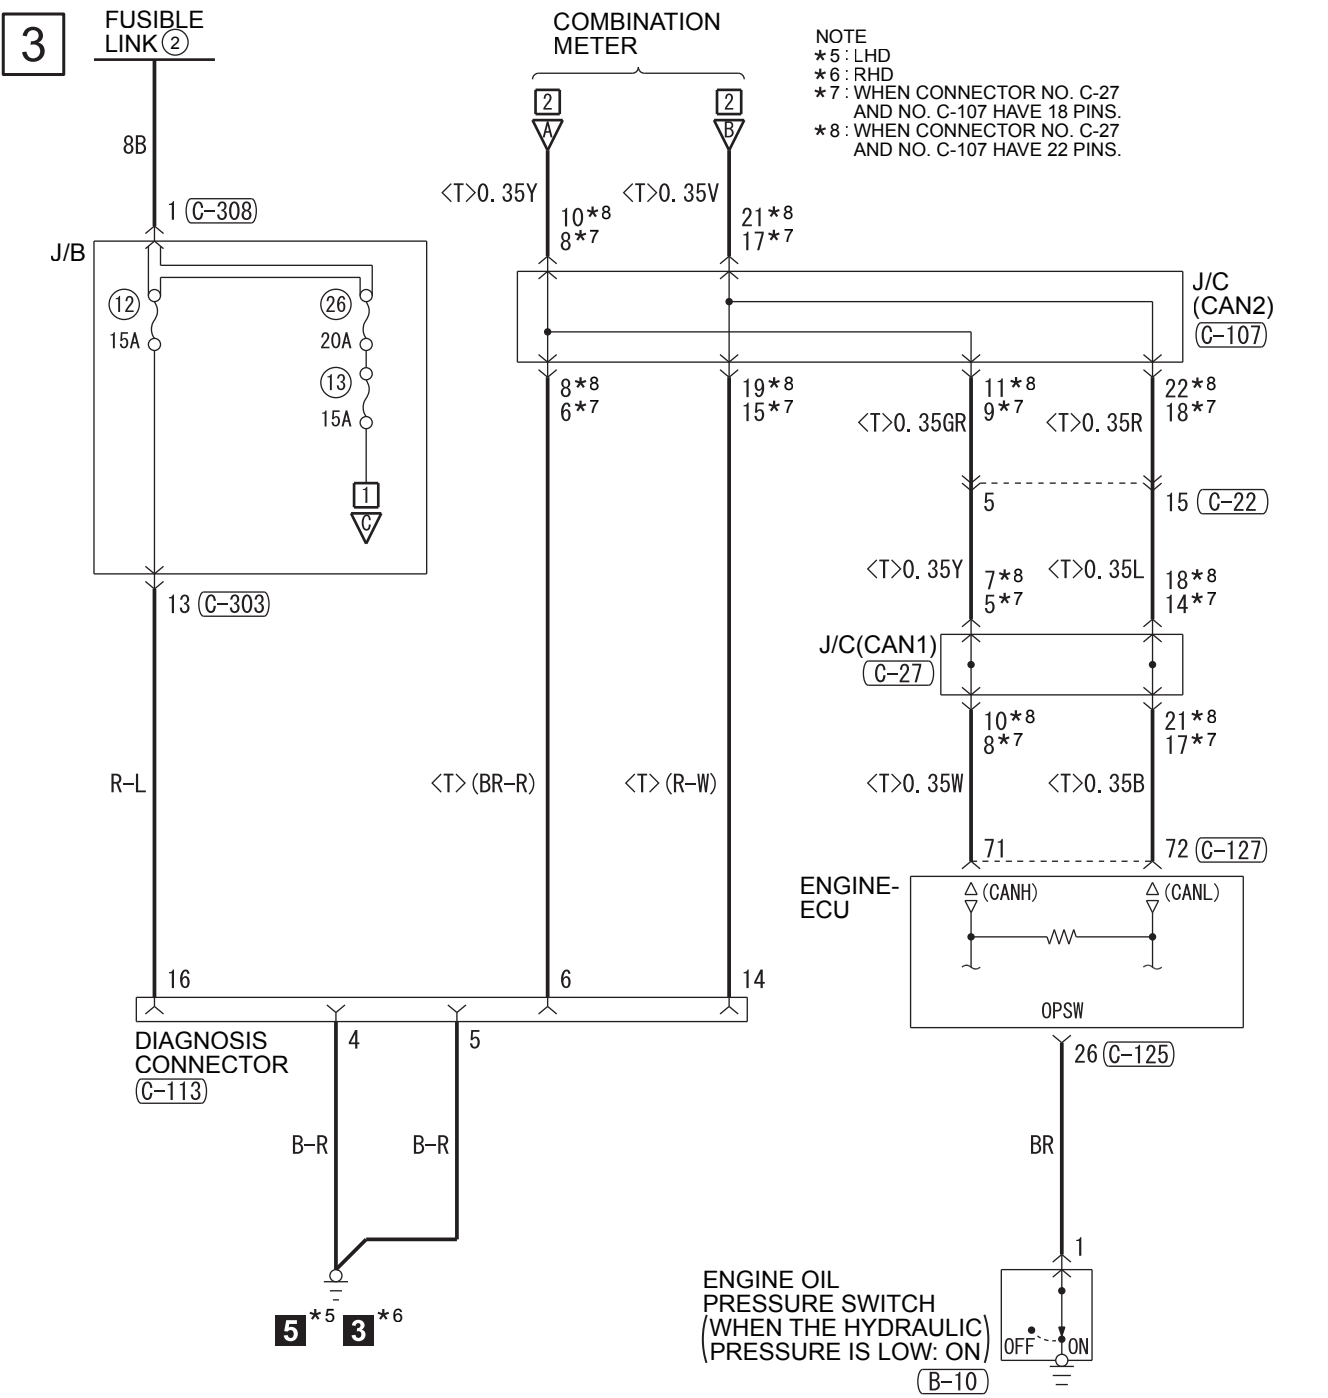 3
FUSIBLE
LINK 2
COMBINATION
METER
NOTE
*5 : LHD
*6 : RHD
*7 : WHEN CONNECTOR NO. C-27
AND NO. C-107 HAVE 18 PINS.
*8 : WHEN CONNECTOR NO. C-27
AND NO. C-107 HAVE 22 PINS.
2
2
A
B
8B
<T>0.35Y
<T>0.35V
1 C-308
10*8
8*7
21*8
17*7
J/B
J/C
(CAN2)
C-107
12
26
15A
20A
13
15A
8*8
6*7
19*8
15*7
11*8
9*7
22*8
18*7
<T>0.35GR
<T>0.35R
1
C
5
15 C-22
<T>0.35Y
<T>0.35L
7*8
5*7
18*8
14*7
13 C-303
J/C(CAN1)
C-27
10*8
8*7
21*8
17*7
R-L
<T>(BR-R)
<T>(R-W)
<T>0.35W
<T>0.35B
71
72 C-127
ENGINE-
ECU
(CANH)
(CANL)
16
6
14
OPSW
DIAGNOSIS
CONNECTOR
C-113
4
5
26 C-125
B-R
B-R
BR
1
5 *5 3 *6
ENGINE OIL
PRESSURE SWITCH
(WHEN THE HYDRAULIC
PRESSURE IS LOW: ON)
B-10
OFF
ON